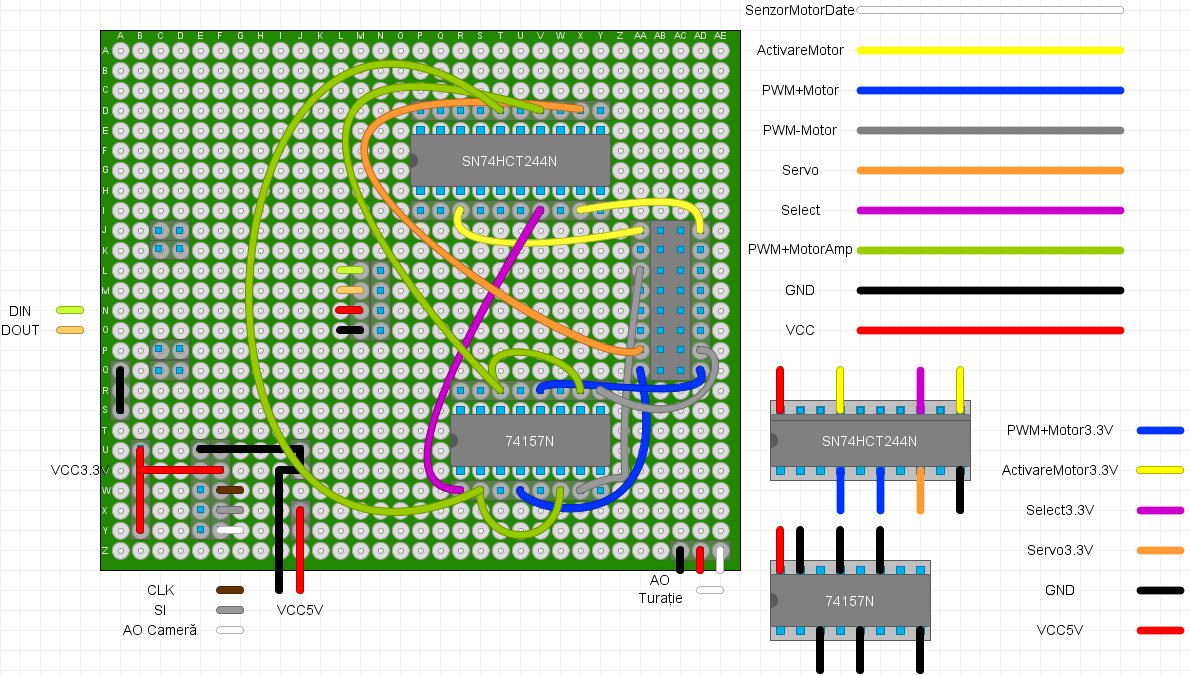 SenzorMotorDate
ActivareMotor
PWM+Motor
PWM-Motor
Servo
Select
PWM+MotorAmp
GND
VCC
A B C D E F G H I J K L M N O P Q R S T U V W X Y Z AA AB AC AD AE
A
B
C
D
E
F
G
H
I
J
K
L
M
N
O
P
Q
R
S
T
U
W
X
Y
Z
SN74HCT244N
74157N
DIN
DOUT
VCC3.3V
CLK
SI
AO Cameră
VCC5V
AO
Turație
SN74HCT244N
74157N
PWM+Motor3.3V
ActivareMotor3.3V
Select3.3V
Servo3.3V
GND
VCC5V